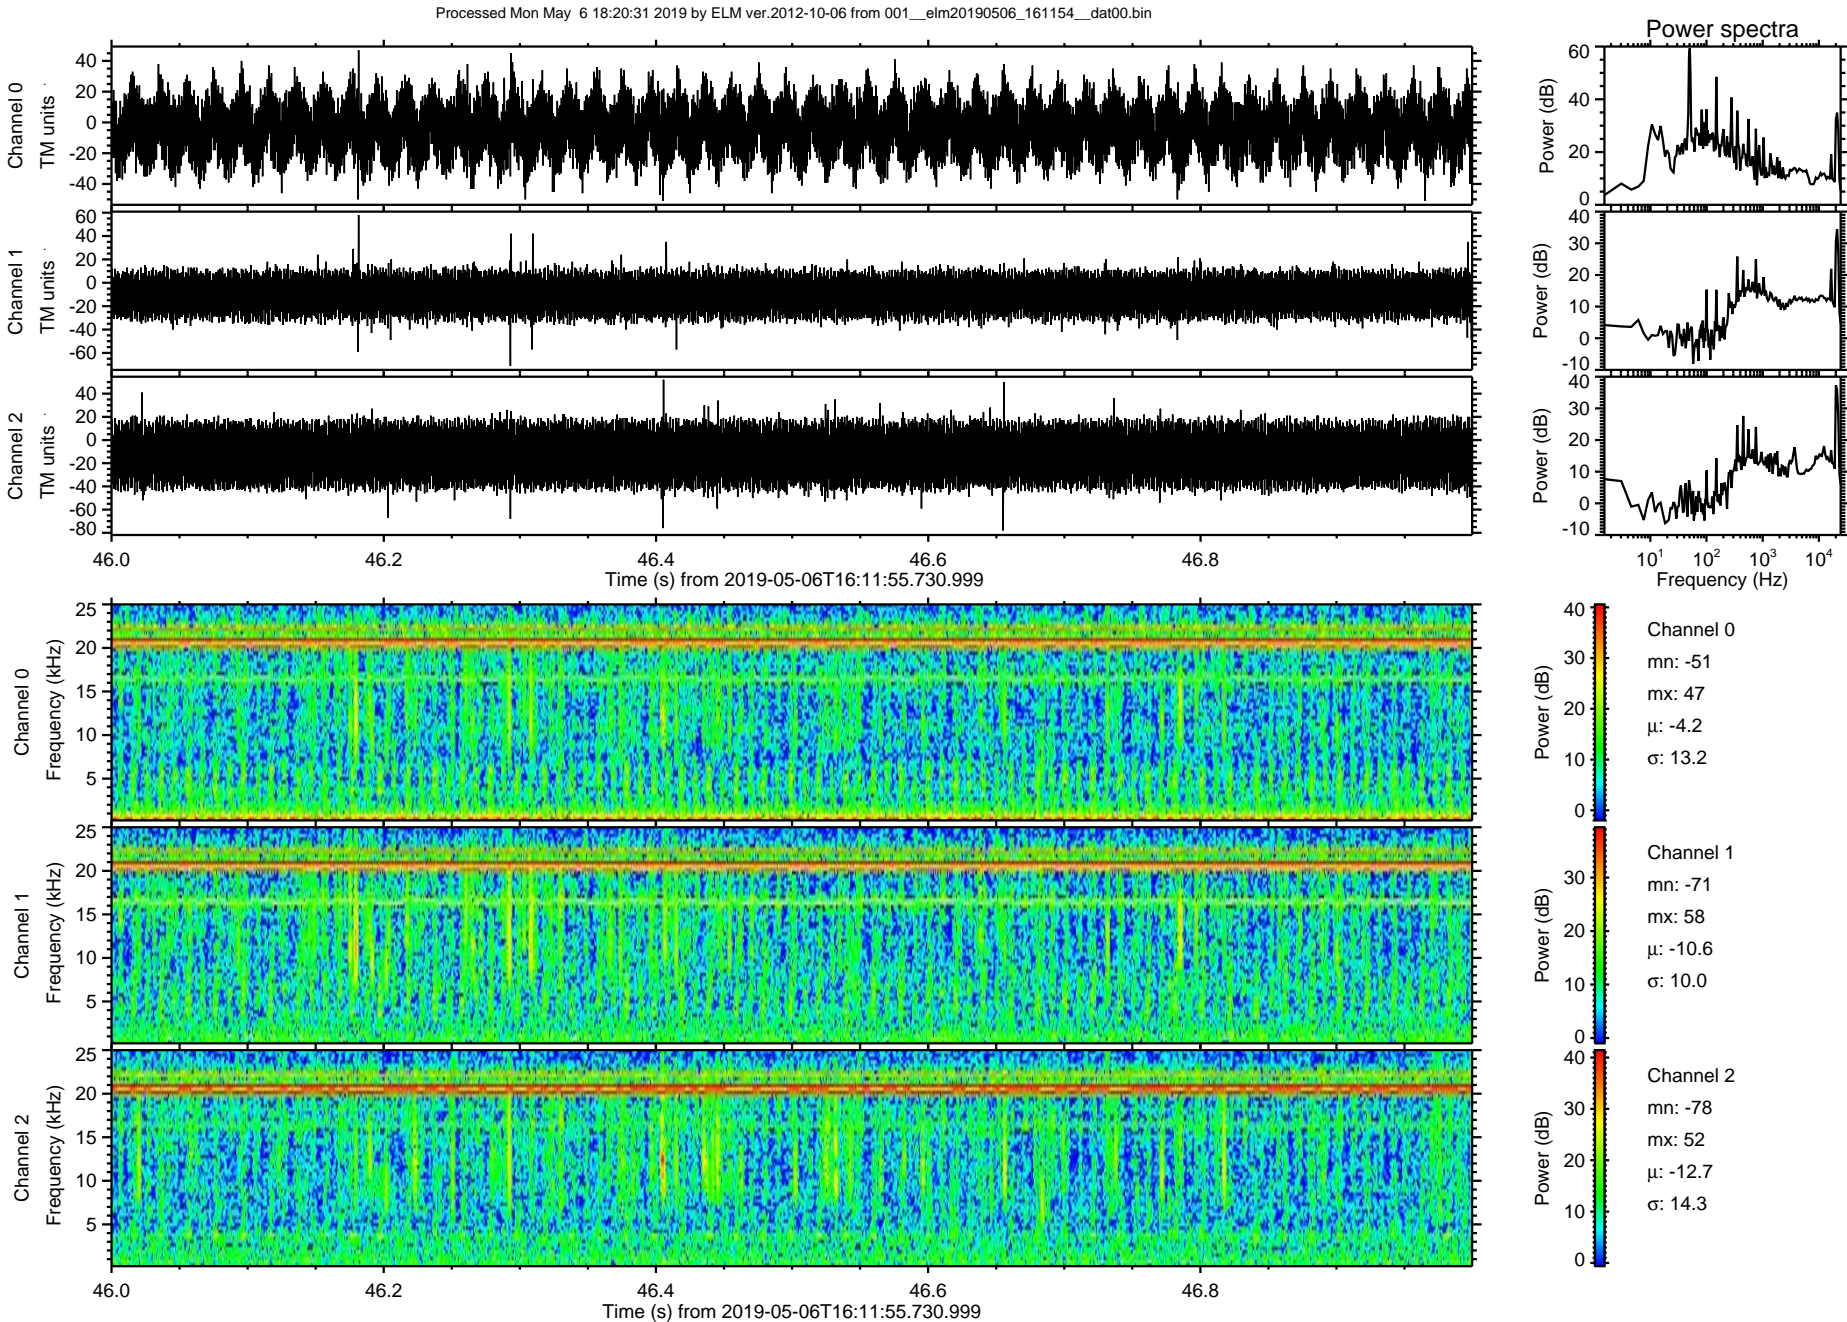 Processed Mon May  6 18:20:31 2019 by ELM ver.2012-10-06 from 001__elm20190506_161154__dat00.bin
Power spectra
Channel 0
TM units
40
20
0
-20
-40
Power (dB)
60
40
20
0
Channel 1
TM units
60
40
20
0
-20
-40
-60
Power (dB)
40
30
20
10
0
-10
Channel 2
TM units
40
20
0
-20
-40
-60
-80
Power (dB)
40
30
20
10
0
-10
46.0
46.2
46.4
46.6
46.8
Time (s) from 2019-05-06T16:11:55.730.999
10^1
10^2
10^3
10^4
Frequency (Hz)
Channel 0
Frequency (kHz)
25
20
15
10
5
Power (dB)
40
30
20
10
0
Channel 0
mn: -51
mx: 47
µ: -4.2
σ: 13.2
Channel 1
Frequency (kHz)
25
20
15
10
5
Power (dB)
30
20
10
0
Channel 1
mn: -71
mx: 58
µ: -10.6
σ: 10.0
Channel 2
Frequency (kHz)
25
20
15
10
5
Power (dB)
40
30
20
10
0
Channel 2
mn: -78
mx: 52
µ: -12.7
σ: 14.3
46.0
46.2
46.4
46.6
46.8
Time (s) from 2019-05-06T16:11:55.730.999